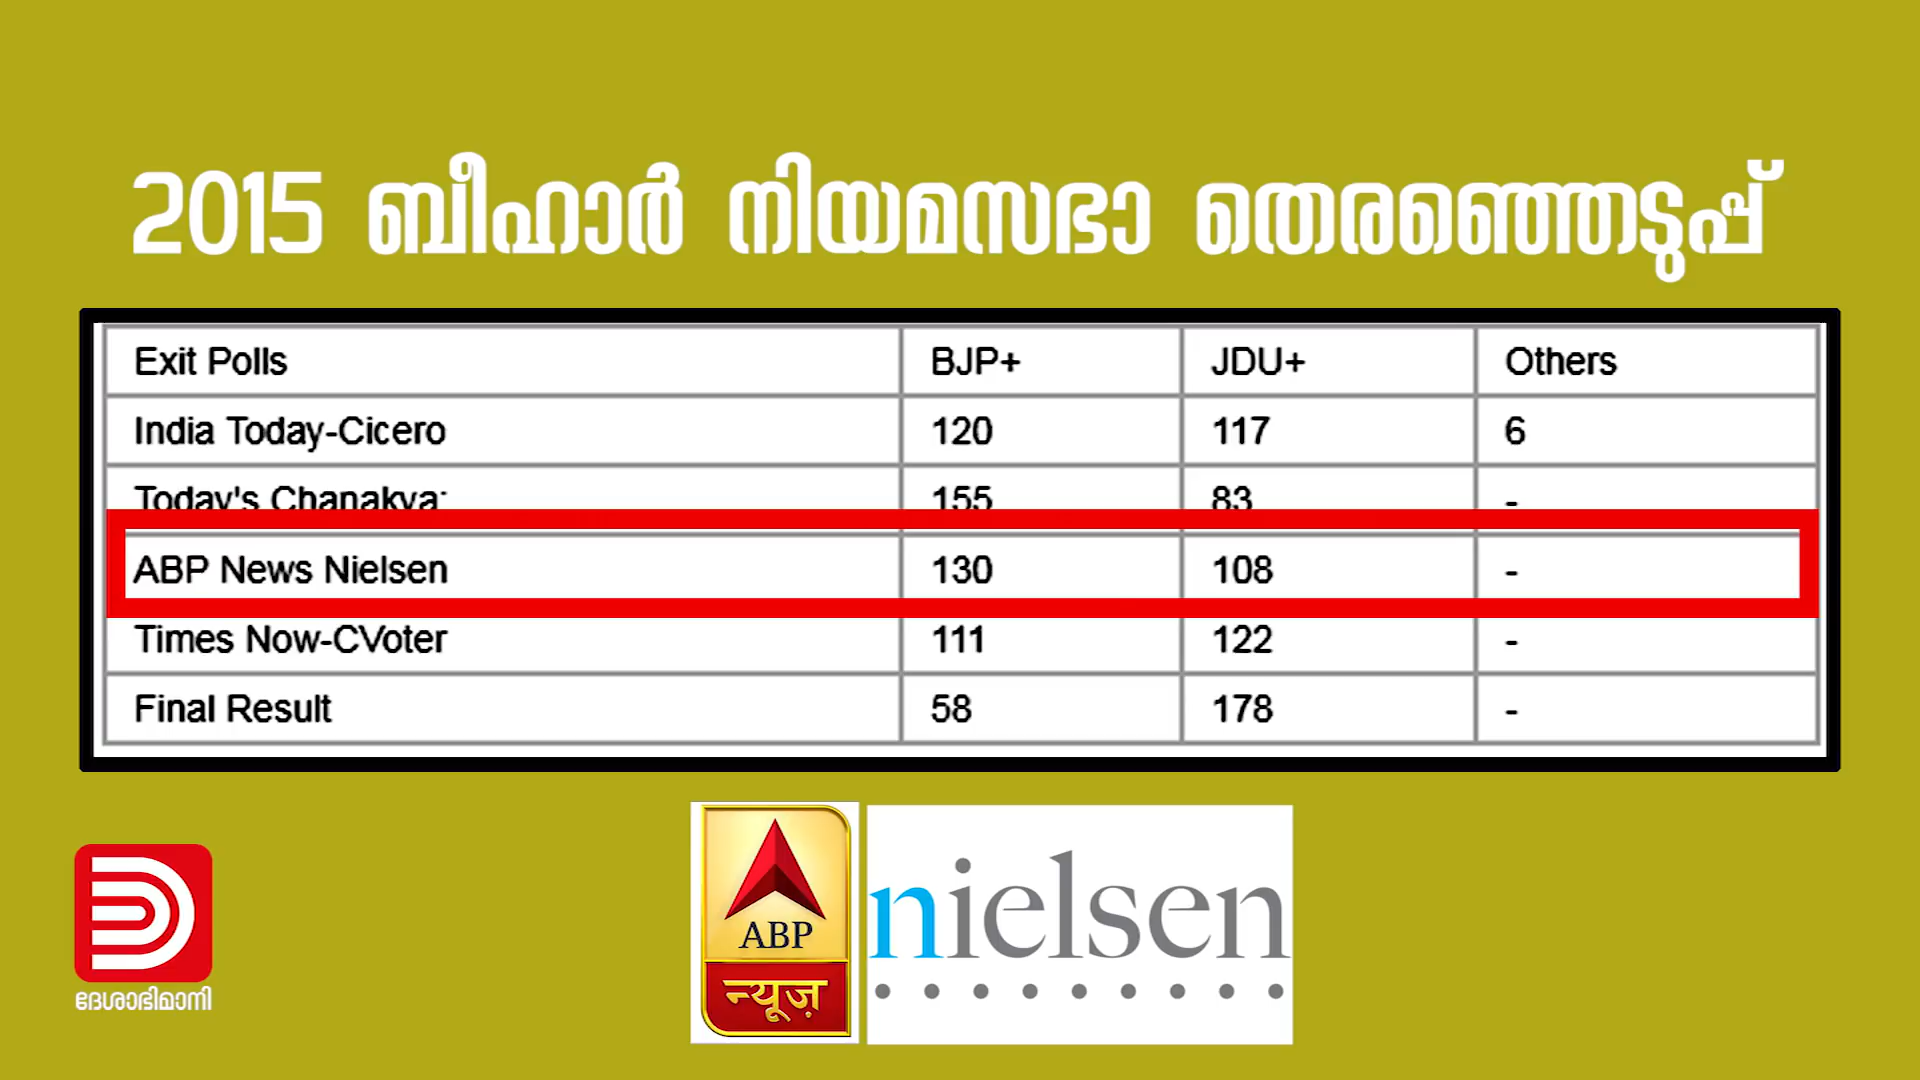 2015 ബീഹാർ നിയമസഭാ തെരഞ്ഞെടുപ്പ്
Exit Polls BJP+ JDU+ Others
India Today-Cicero 120 117 6
Today's Chanakya: 155 83 -
ABP News Nielsen 130 108 -
Times Now-CVoter 111 122 -
Final Result 58 178 -
ABP
न्यूज़
nielsen
ദേശാഭിമാനി